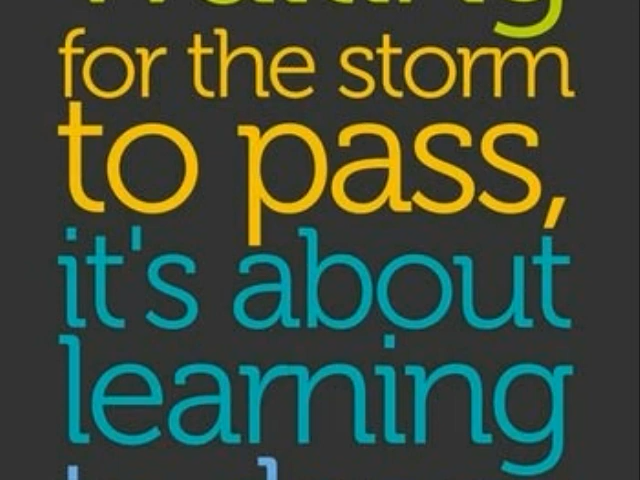 for the storm
to pass,
it's about
learning